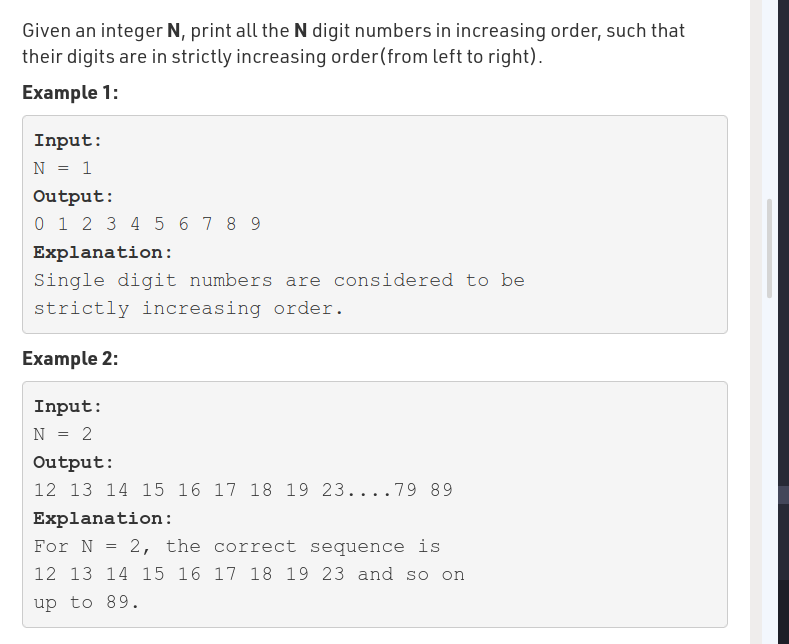 Given an integer N, print all the N digit numbers in increasing order, such that
their digits are in strictly increasing order(from left to right).
Example 1:
Input:
N = 1
Output:
0 1 2 3 4 5 6 7 8 9
Explanation:
Single digit numbers are considered to be
strictly increasing order.
Example 2:
Input:
N = 2
Output:
12 13 14 15 16 17 18 19 23....79 89
Explanation:
For N = 2, the correct sequence is
12 13 14 15 16 17 18 19 23 and so on
up to 89.